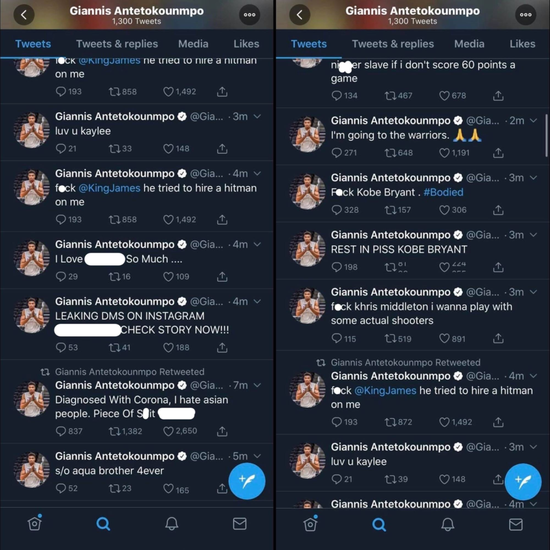 Giannis Antetokounmpo
1,300 Tweets
Tweets Tweets & replies Media Likes
f●ck @KingJames he tried to hire a hitman
on me
193 858 1,492
Giannis Antetokounmpo @Gia... · 3m
luv u kaylee
21 33 148
Giannis Antetokounmpo @Gia... · 4m
f●ck @KingJames he tried to hire a hitman
on me
193 858 1,492
Giannis Antetokounmpo @Gia... · 4m
I Love So Much ....
29 16 109
Giannis Antetokounmpo @Gia... · 4m
LEAKING DMS ON INSTAGRAM
CHECK STORY NOW!!!
53 41 188
Giannis Antetokounmpo Retweeted
Giannis Antetokounmpo @Gia... · 7m
Diagnosed With Corona, I hate asian
people. Piece Of S●it
837 1,382 2,650
Giannis Antetokounmpo @Gia... · 5m
s/o aqua brother 4ever
52 23 165
Giannis Antetokounmpo
1,300 Tweets
Tweets Tweets & replies Media Likes
ni●●er slave if i don't score 60 points a
game
134 467 678
Giannis Antetokounmpo @Gia... · 2m
I'm going to the warriors. 🙏🙏
271 648 1,191
Giannis Antetokounmpo @Gia... · 3m
F●ck Kobe Bryant . #Bodied
328 157 306
Giannis Antetokounmpo @Gia... · 3m
REST IN PISS KOBE BRYANT
198
Giannis Antetokounmpo @Gia... · 3m
f●ck khris middleton i wanna play with
some actual shooters
115 519 891
Giannis Antetokounmpo Retweeted
Giannis Antetokounmpo @Gia... · 4m
f●ck @KingJames he tried to hire a hitman
on me
193 872 1,492
Giannis Antetokounmpo @Gia... · 3m
luv u kaylee
21 39 148
Giannis Antetokounmpo @Gia... · 4m